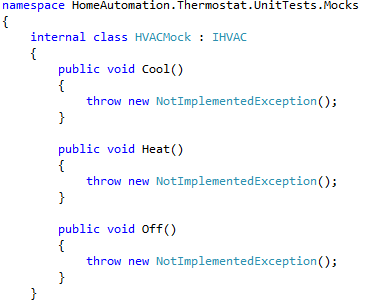 namespace HomeAutomation.Thermostat.UnitTests.Mocks
{
    internal class HVACMock : IHVAC
    {
        public void Cool()
        {
            throw new NotImplementedException();
        }

        public void Heat()
        {
            throw new NotImplementedException();
        }

        public void Off()
        {
            throw new NotImplementedException();
        }
    }